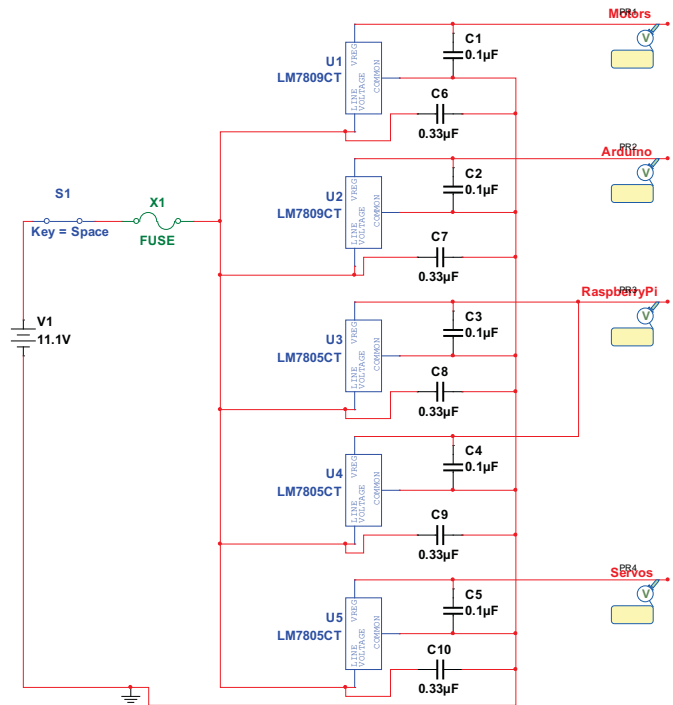 PR1
Motors
V
C1
0.1µF
U1
LM7809CT
VREG
LINE
VOLTAGE
COMMON
C6
0.33µF
PR2
Arduino
V
C2
0.1µF
U2
LM7809CT
VREG
LINE
VOLTAGE
COMMON
C7
0.33µF
S1
Key = Space
X1
FUSE
V1
11.1V
PR3
RaspberryPi
V
C3
0.1µF
U3
LM7805CT
VREG
LINE
VOLTAGE
COMMON
C8
0.33µF
C4
0.1µF
U4
LM7805CT
VREG
LINE
VOLTAGE
COMMON
C9
0.33µF
PR4
Servos
V
C5
0.1µF
U5
LM7805CT
VREG
LINE
VOLTAGE
COMMON
C10
0.33µF